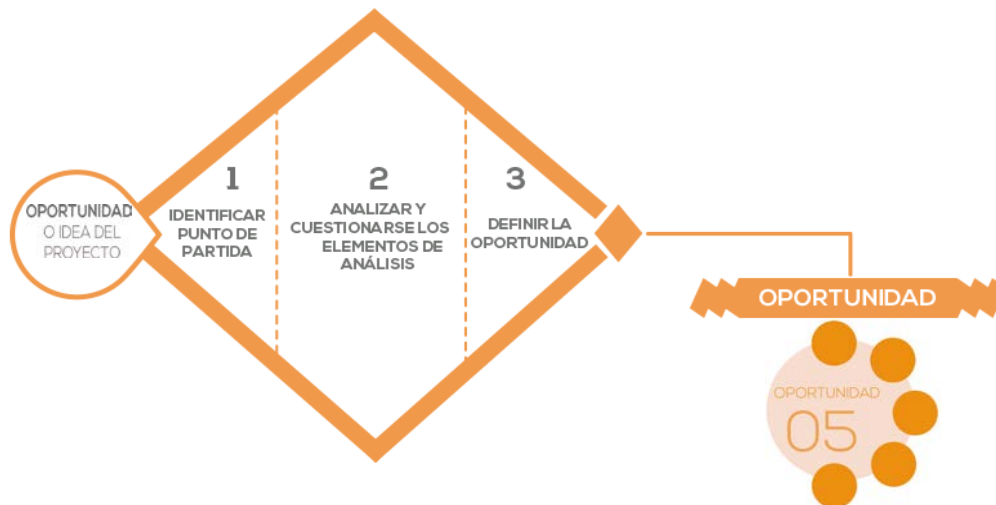 OPORTUNIDAD
O IDEA DEL
PROYECTO
1
IDENTIFICAR
PUNTO DE
PARTIDA
2
ANALIZAR Y
CUESTIONARSE LOS
ELEMENTOS DE
ANÁLISIS
3
DEFINIR LA
OPORTUNIDAD
OPORTUNIDAD
OPORTUNIDAD
05